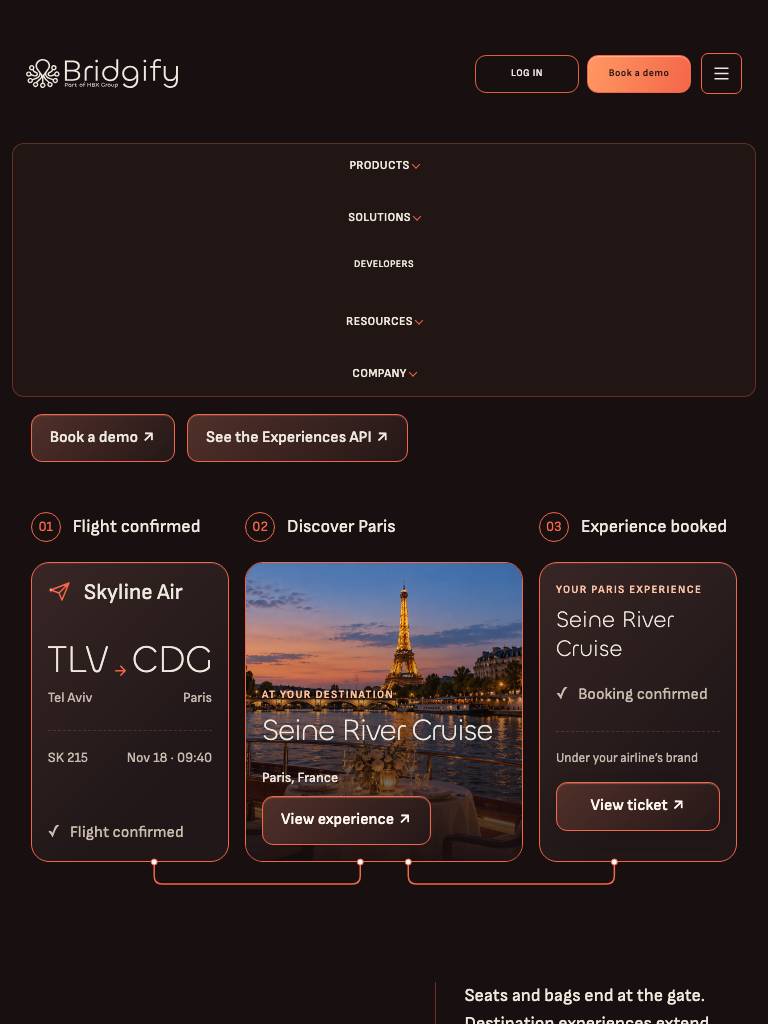 Bridgify
Part of HBX Group
LOG IN
Book a demo
PRODUCTS
SOLUTIONS
DEVELOPERS
RESOURCES
COMPANY
Book a demo
See the Experiences API
01 Flight confirmed
Skyline Air
TLV → CDG
Tel Aviv Paris
SK 215 Nov 18 · 09:40
✓ Flight confirmed
02 Discover Paris
AT YOUR DESTINATION
Seine River Cruise
Paris, France
View experience
03 Experience booked
YOUR PARIS EXPERIENCE
Seine River
Cruise
✓ Booking confirmed
Under your airline’s brand
View ticket
Seats and bags end at the gate.
Destination experiences extend